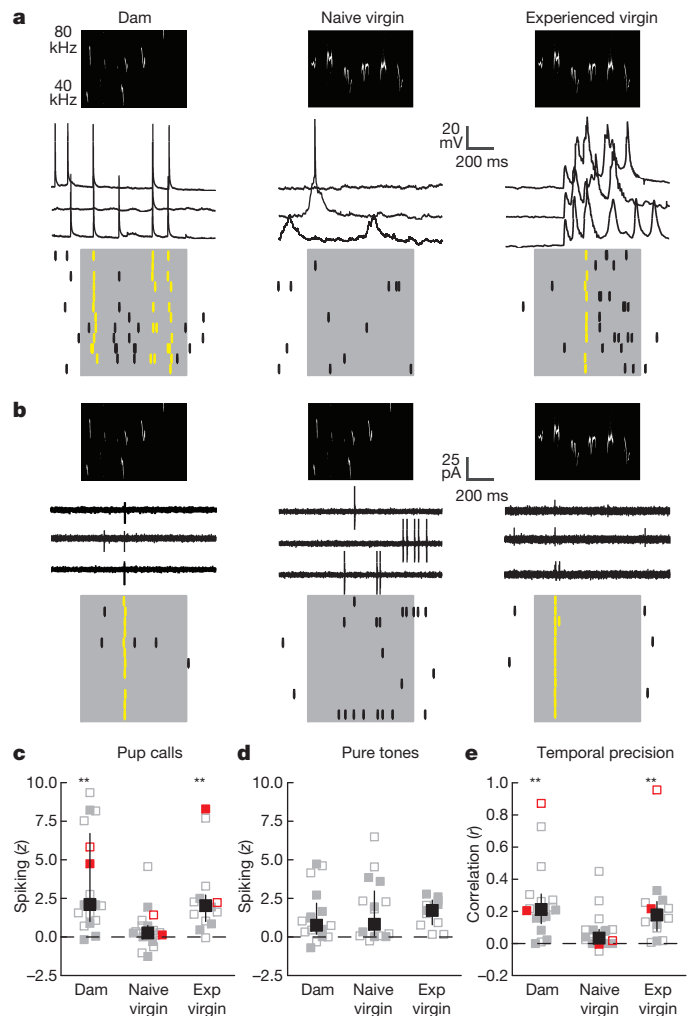 a
Dam
Naive virgin
Experienced virgin
80
kHz
40
kHz
20
mV
200 ms
b
25
pA
200 ms
c Pup calls
d Pure tones
e Temporal precision
Spiking (z)
10.0
7.5
5.0
2.5
0.0
−2.5
**
**
Dam
Naive
virgin
Exp
virgin
Spiking (z)
10.0
7.5
5.0
2.5
0.0
−2.5
Dam
Naive
virgin
Exp
virgin
Correlation (r)
1.0
0.8
0.6
0.4
0.2
0.0
−0.2
**
**
Dam
Naive
virgin
Exp
virgin